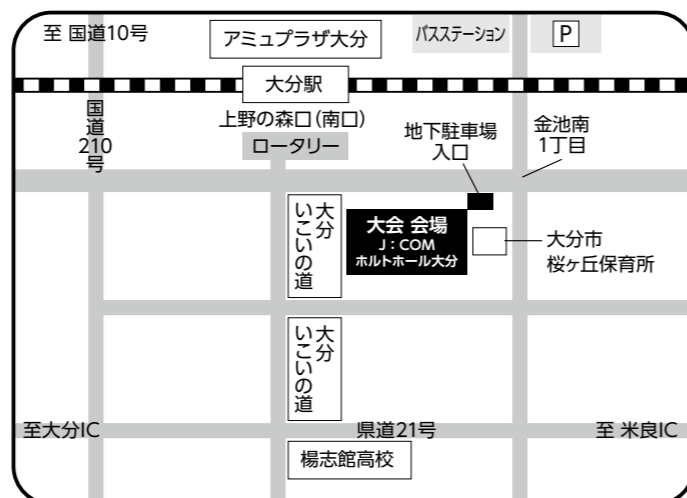 至 国道10号
アミュプラザ大分
バスステーション
P
大分駅
国道
210
号
上野の森口(南口)
ロータリー
地下駐車場
入口
金池南
1丁目
大分
いこいの道
大会 会場
J:COM
ホルトホール大分
大分市
桜ヶ丘保育所
大分
いこいの道
至大分IC
県道21号
至 米良IC
楊志館高校